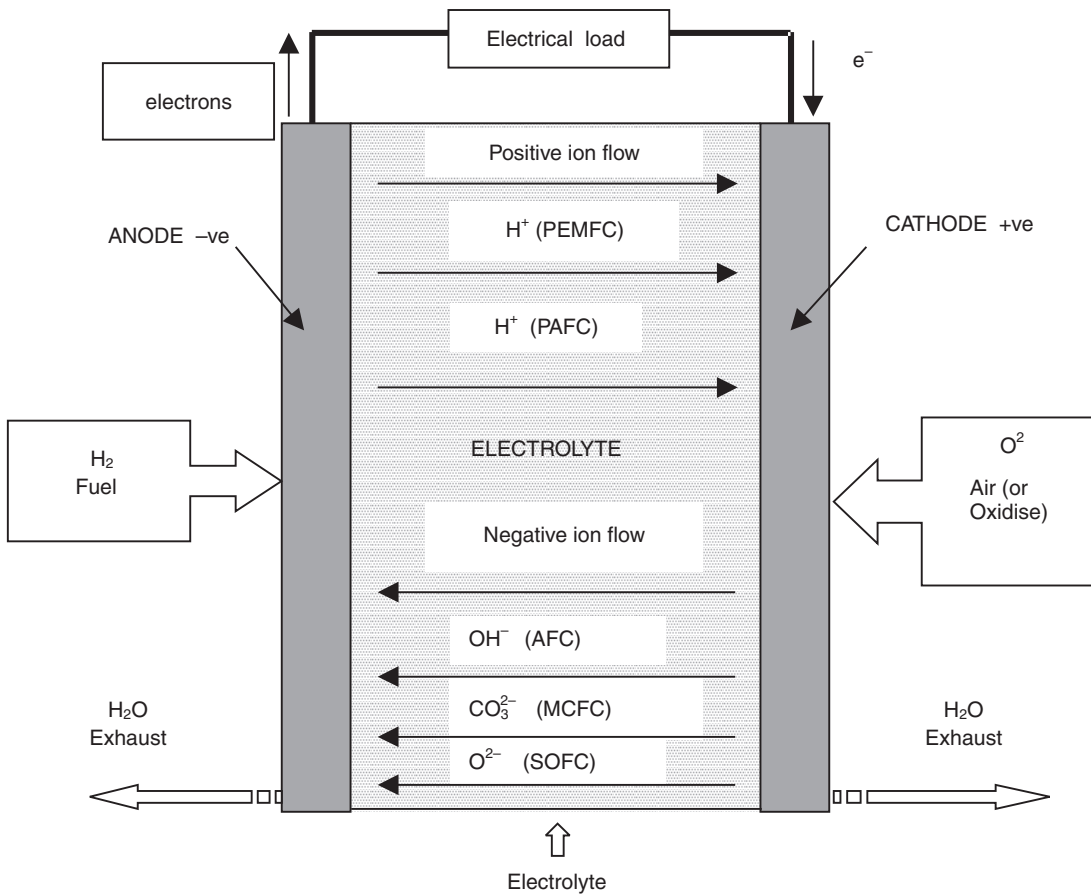 Electrical load
e⁻
electrons
Positive ion flow
H⁺ (PEMFC)
ANODE –ve
CATHODE +ve
H⁺ (PAFC)
H₂
Fuel
ELECTROLYTE
O²
Air (or
Oxidise)
Negative ion flow
OH⁻ (AFC)
CO₃²⁻ (MCFC)
O²⁻ (SOFC)
H₂O
Exhaust
H₂O
Exhaust
Electrolyte